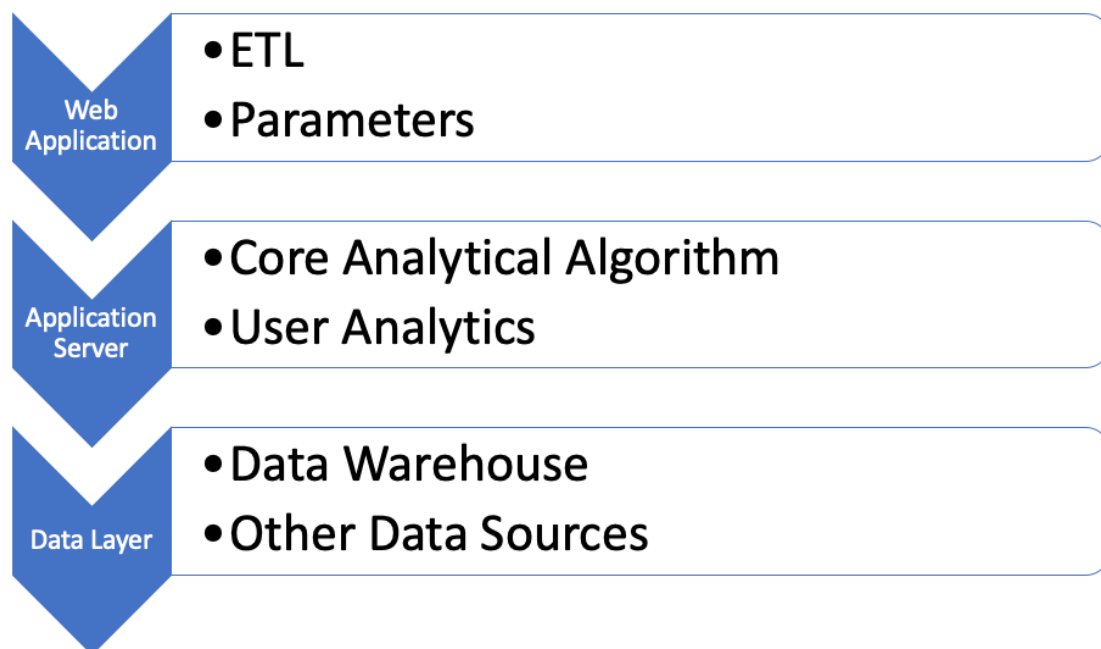 Web
Application
•ETL
•Parameters
Application
Server
•Core Analytical Algorithm
•User Analytics
Data Layer
•Data Warehouse
•Other Data Sources